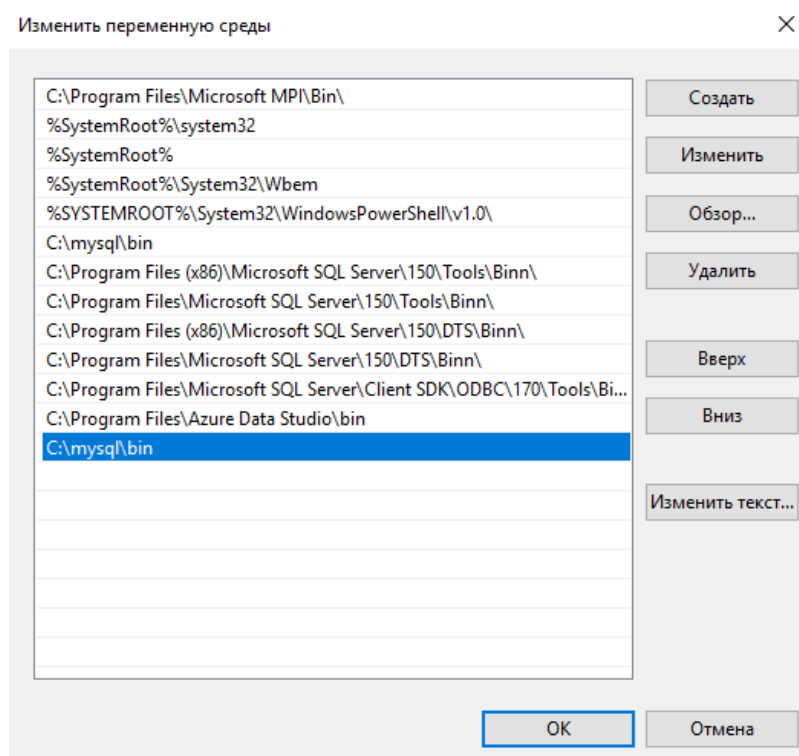 Изменить переменную среды
C:\Program Files\Microsoft MPI\Bin\
%SystemRoot%\system32
%SystemRoot%
%SystemRoot%\System32\Wbem
%SYSTEMROOT%\System32\WindowsPowerShell\v1.0\
C:\mysql\bin
C:\Program Files (x86)\Microsoft SQL Server\150\Tools\Binn\
C:\Program Files\Microsoft SQL Server\150\Tools\Binn\
C:\Program Files (x86)\Microsoft SQL Server\150\DTS\Binn\
C:\Program Files\Microsoft SQL Server\150\DTS\Binn\
C:\Program Files\Microsoft SQL Server\Client SDK\ODBC\170\Tools\Bi...
C:\Program Files\Azure Data Studio\bin
C:\mysql\bin
Создать
Изменить
Обзор...
Удалить
Вверх
Вниз
Изменить текст...
ОК
Отмена